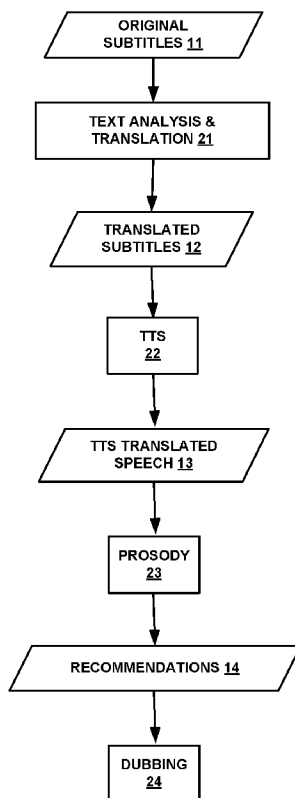 ORIGINAL
SUBTITLES 11
TEXT ANALYSIS &
TRANSLATION 21
TRANSLATED
SUBTITLES 12
TTS
22
TTS TRANSLATED
SPEECH 13
PROSODY
23
RECOMMENDATIONS 14
DUBBING
24